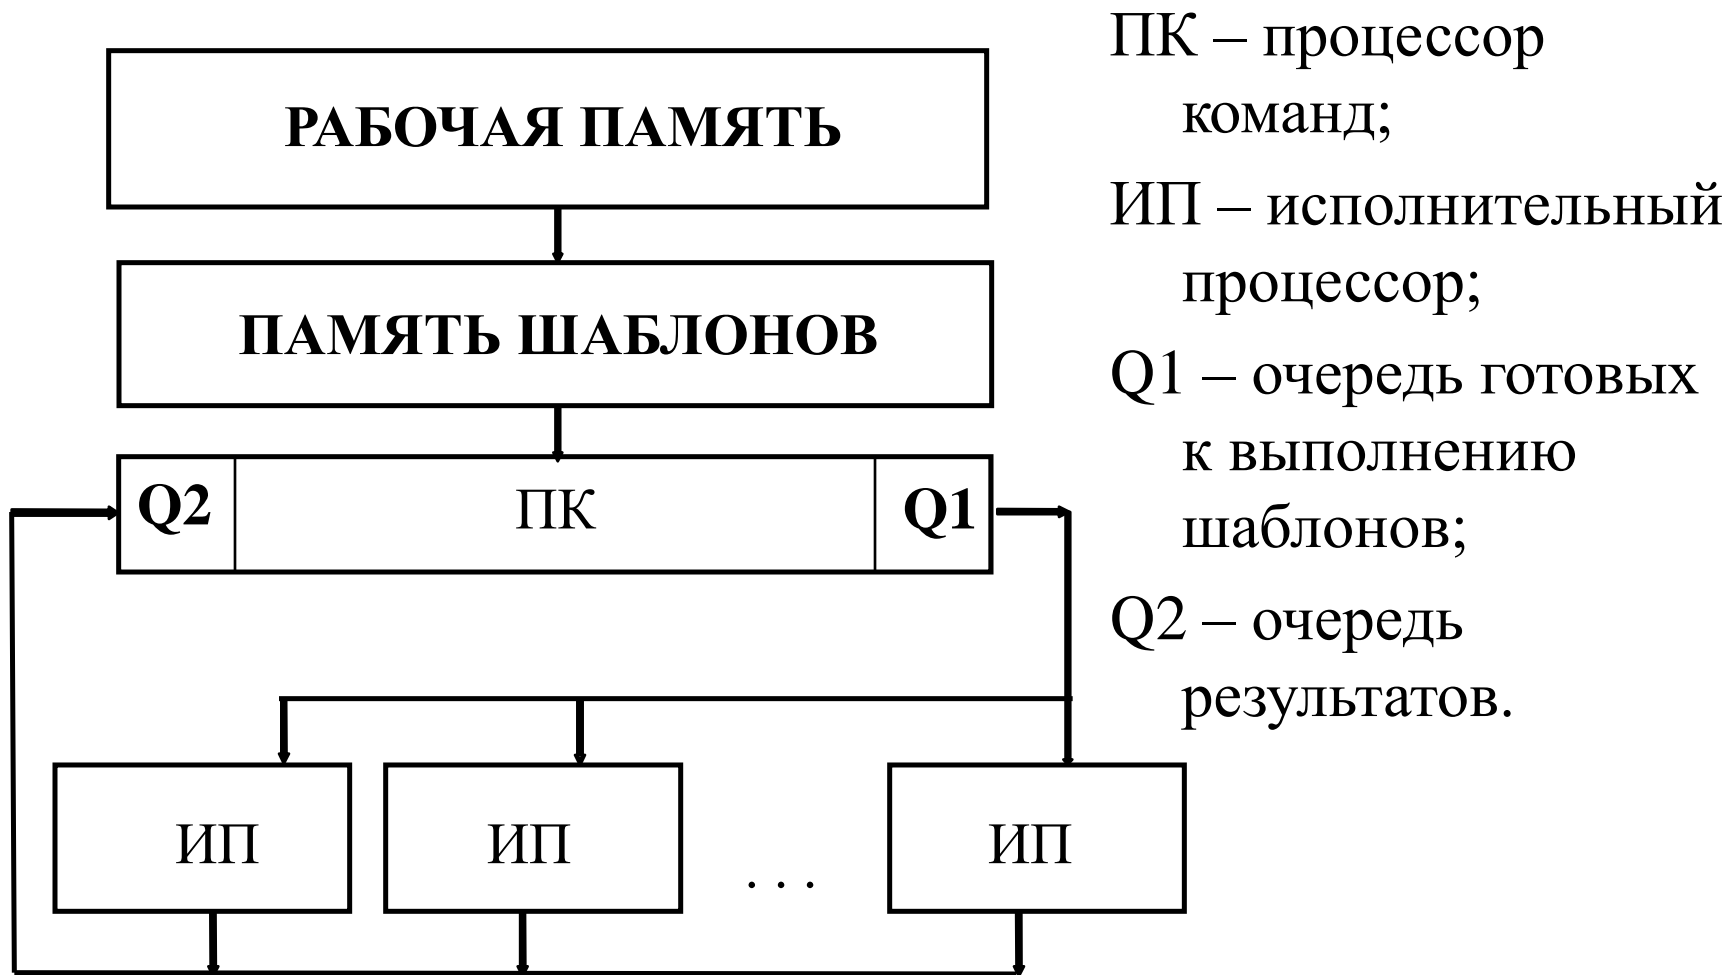 РАБОЧАЯ ПАМЯТЬ
ПАМЯТЬ ШАБЛОНОВ
Q2 ПК Q1
ИП ИП . . . ИП
ПК – процессор
команд;
ИП – исполнительный
процессор;
Q1 – очередь готовых
к выполнению
шаблонов;
Q2 – очередь
результатов.